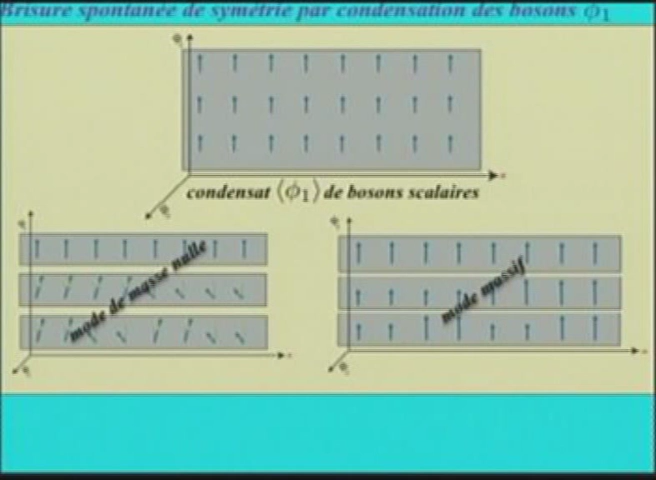 Brisure spontanée de symétrie par condensation des bosons ϕ₁
condensat ⟨ϕ₁⟩ de bosons scalaires
mode de masse nulle
mode massif